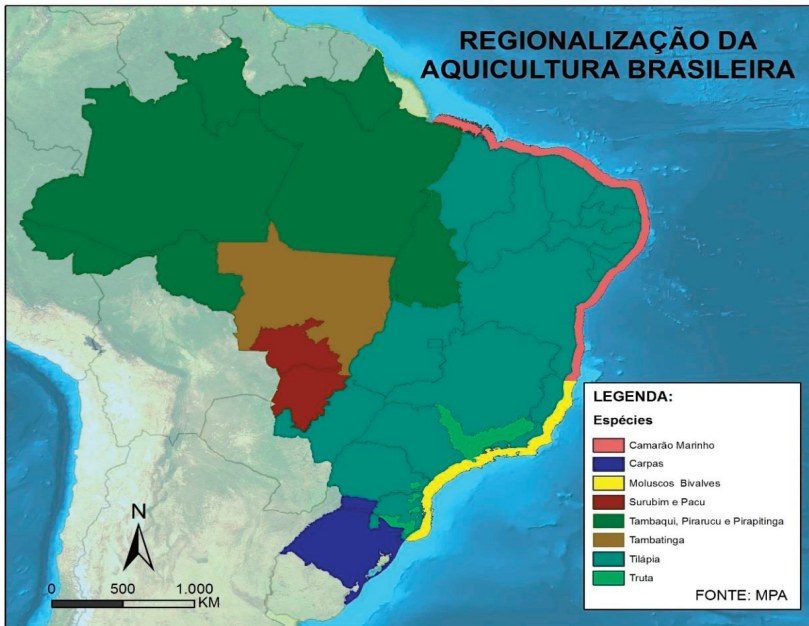 REGIONALIZAÇÃO DA
AQUICULTURA BRASILEIRA
LEGENDA:
Espécies
Camarão Marinho
Carpas
Moluscos Bivalves
Surubim e Pacu
Tambaqui, Pirarucu e Pirapitinga
Tambatinga
Tilápia
Truta
FONTE: MPA
N
0 500 1.000
KM